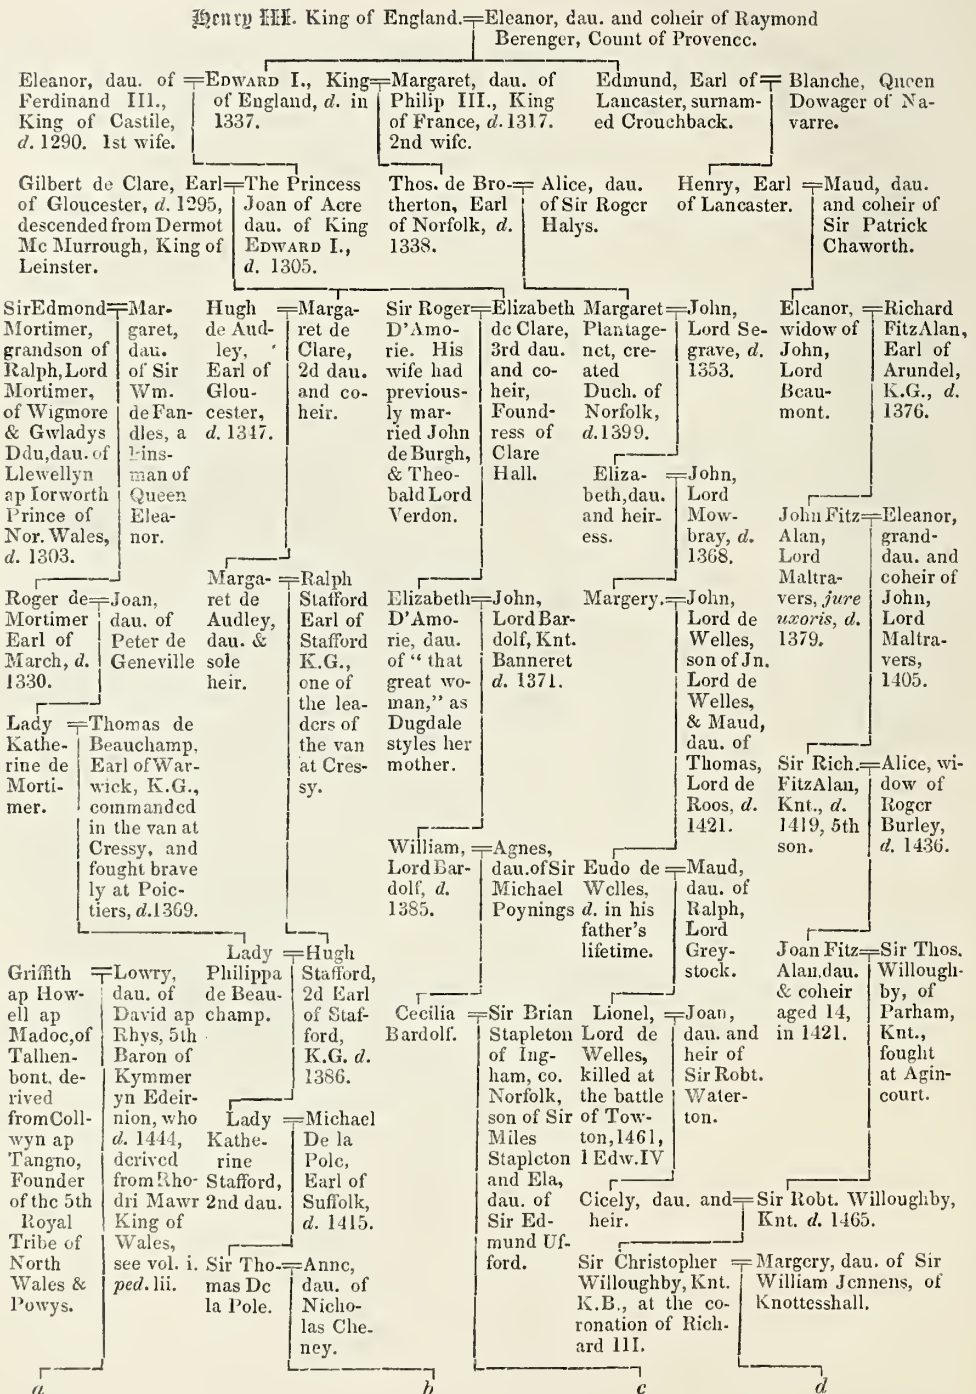 Henry III. King of England.=Eleanor, dau. and coheir of Raymond
Berenger, Count of Provence.
Eleanor, dau. of
Ferdinand III.,
King of Castile,
d. 1290. 1st wife.
=EDWARD I., King
of England, d. in
1337.
=Margaret, dau. of
Philip III., King
of France, d. 1317.
2nd wife.
Edmund, Earl of
Lancaster, surnam-
ed Crouchback.
= Blanche, Queen
Dowager of Na-
varre.
Gilbert de Clare, Earl
of Gloucester, d. 1295,
descended from Dermot
Mc Murrough, King of
Leinster.
=The Princess
Joan of Acre
dau. of King
EDWARD I.,
d. 1305.
Thos. de Bro-
therton, Earl
of Norfolk, d.
1338.
= Alice, dau.
of Sir Roger
Halys.
Henry, Earl
of Lancaster.
=Maud, dau.
and coheir of
Sir Patrick
Chaworth.
Sir Edmond
Mortimer,
grandson of
Ralph, Lord
Mortimer,
of Wigmore
& Gwladys
Ddu, dau. of
Llewellyn
ap Iorworth
Prince of
Nor. Wales,
d. 1303.
=Mar-
garet,
dau.
of Sir
Wm.
de Fan-
dles, a
kins-
man of
Queen
Elea-
nor.
Hugh
de Aud-
ley,
Earl of
Glou-
cester,
d. 1347.
=Marga-
ret de
Clare,
2d dau.
and co-
heir.
Sir Roger
D'Amo-
rie. His
wife had
previous-
ly mar-
ried John
de Burgh,
& Theo-
bald Lord
Verdon.
=Elizabeth
de Clare,
3rd dau.
and co-
heir,
Found-
ress of
Clare
Hall.
Margaret
Plantage-
net, cre-
ated
Duch. of
Norfolk,
d. 1399.
=John,
Lord Se-
grave, d.
1353.
Eleanor,
widow of
John,
Lord
Beau-
mont.
=Richard
FitzAlan,
Earl of
Arundel,
K.G., d.
1376.
Eliza-
beth, dau.
and heir-
ess.
=John,
Lord
Mow-
bray, d.
1368.
John Fitz
Alan,
Lord
Maltra-
vers, jure
uxoris, d.
1379.
=Eleanor,
grand-
dau. and
coheir of
John,
Lord
Maltra-
vers,
1405.
Roger de
Mortimer
Earl of
March, d.
1330.
=Joan,
dau. of
Peter de
Geneville
Marga-
ret de
Audley,
dau. &
sole
heir.
=Ralph
Stafford
Earl of
Stafford
K.G.,
one of
the lea-
ders of
the van
at Cres-
sy.
Elizabeth
D'Amo-
rie, dau.
of "that
great wo-
man," as
Dugdale
styles her
mother.
=John,
Lord Bar-
dolf, Knt.
Banneret
d. 1371.
Margery.
=John,
Lord de
Welles,
son of Jn.
Lord de
Welles,
& Maud,
dau. of
Thomas,
Lord de
Roos, d.
1421.
Lady
Kathe-
rine de
Morti-
mer.
=Thomas de
Beauchamp,
Earl of War-
wick, K.G.,
commanded
in the van at
Cressy, and
fought brave
ly at Poic-
tiers, d. 1369.
Sir Rich.
FitzAlan,
Knt., d.
1419, 5th
son.
=Alice, wi-
dow of
Roger
Burley,
d. 1436.
William,
Lord Bar-
dolf, d.
1385.
=Agnes,
dau. of Sir
Michael
Poynings
Eudo de
Welles,
d. in his
father's
lifetime.
=Maud,
dau. of
Ralph,
Lord
Grey-
stock.
Griffith
ap How-
ell ap
Madoc, of
Talhen-
bont, de-
rived
from Coll-
wyn ap
Tangno,
Founder
of the 5th
Royal
Tribe of
North
Wales &
Powys.
=Lowry,
dau. of
David ap
Rhys, 5th
Baron of
Kymmer
yn Edeir-
nion, who
d. 1444,
derived
from Rho-
dri Mawr
King of
Wales,
see vol. i.
ped. lii.
Lady
Philippa
de Beau-
champ.
=Hugh
Stafford,
2d Earl
of Staf-
ford,
K.G. d.
1386.
Joan Fitz
Alan, dau.
& coheir
aged 14,
in 1421.
=Sir Thos.
Willough-
by, of
Parham,
Knt.,
fought
at Agin-
court.
Cecilia
Bardolf.
=Sir Brian
Stapleton
of Ing-
ham, co.
Norfolk,
son of Sir
Miles
Stapleton
and Ela,
dau. of
Sir Ed-
mund Uf-
ford.
Lionel,
Lord de
Welles,
killed at
the battle
of Tow-
ton, 1461,
1 Edw. IV
=Joan,
dau. and
heir of
Sir Robt.
Water-
ton.
Lady
Kathe-
rine
Stafford,
2nd dau.
=Michael
De la
Pole,
Earl of
Suffolk,
d. 1415.
Cicely, dau. and
heir.
= Sir Robt. Willoughby,
Knt. d. 1465.
Sir Tho-
mas De
la Pole.
=Anne,
dau. of
Nicho-
las Che-
ney.
Sir Christopher
Willoughby, Knt.
K.B., at the co-
ronation of Rich-
ard III.
=Margery, dau. of Sir
William Jennens, of
Knottesshall.
a b c d